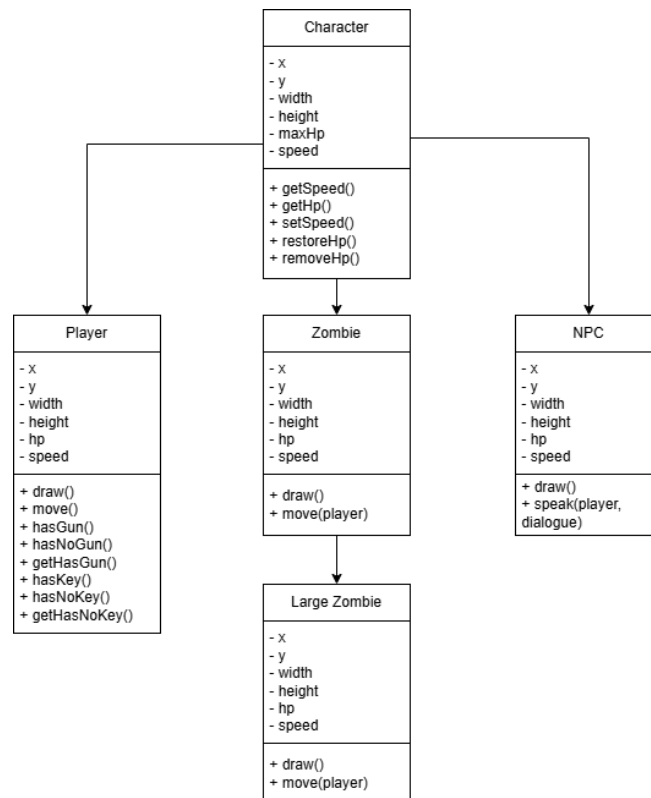 Character
- x
- y
- width
- height
- maxHp
- speed
+ getSpeed()
+ getHp()
+ setSpeed()
+ restoreHp()
+ removeHp()
Player
- x
- y
- width
- height
- hp
- speed
+ draw()
+ move()
+ hasGun()
+ hasNoGun()
+ getHasGun()
+ hasKey()
+ hasNoKey()
+ getHasNoKey()
Zombie
- x
- y
- width
- height
- hp
- speed
+ draw()
+ move(player)
NPC
- x
- y
- width
- height
- hp
- speed
+ draw()
+ speak(player,
dialogue)
Large Zombie
- x
- y
- width
- height
- hp
- speed
+ draw()
+ move(player)